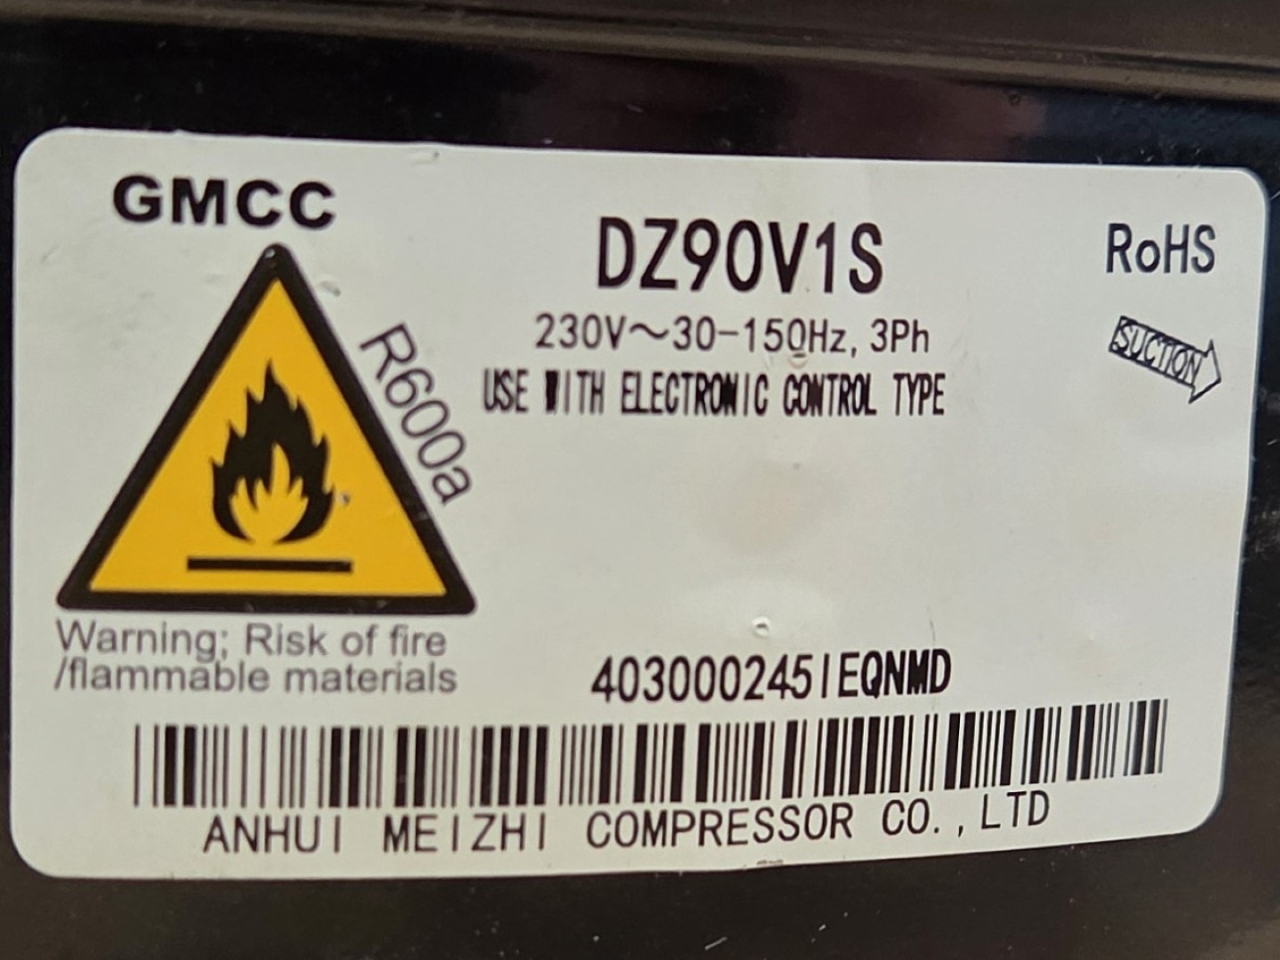 GMCC
DZ90V1S
RoHS
230V～30-150Hz, 3Ph
SUCTION
USE WITH ELECTRONIC CONTROL TYPE
R600a
Warning; Risk of fire
/flammable materials
403000245IEQNMD
ANHUI MEIZHI COMPRESSOR CO.,LTD